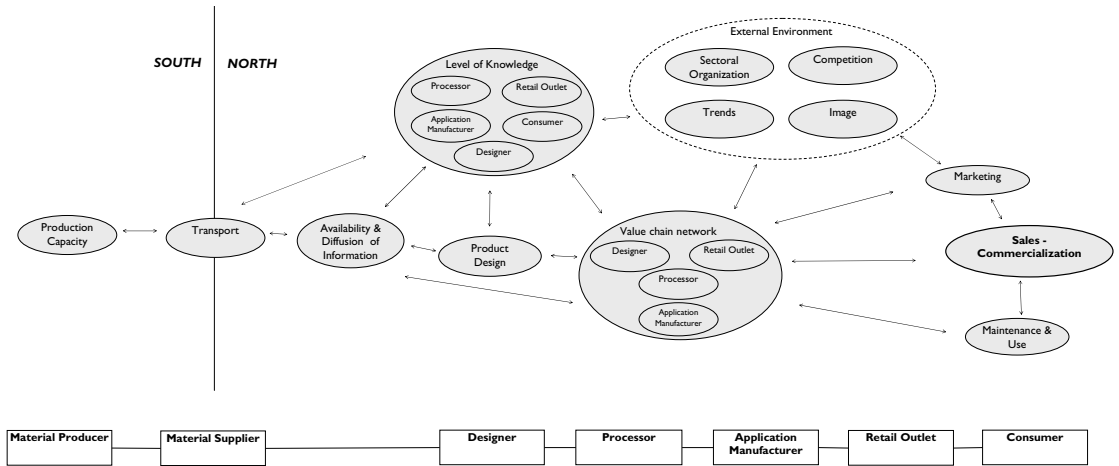 External Environment
SOUTH
NORTH
Level of Knowledge
Processor
Retail Outlet
Application
Manufacturer
Consumer
Designer
Sectoral
Organization
Competition
Trends
Image
Marketing
Production
Capacity
Transport
Availability &
Diffusion of
Information
Product
Design
Value chain network
Designer
Retail Outlet
Processor
Application
Manufacturer
Sales -
Commercialization
Maintenance &
Use
Material Producer
Material Supplier
Designer
Processor
Application
Manufacturer
Retail Outlet
Consumer